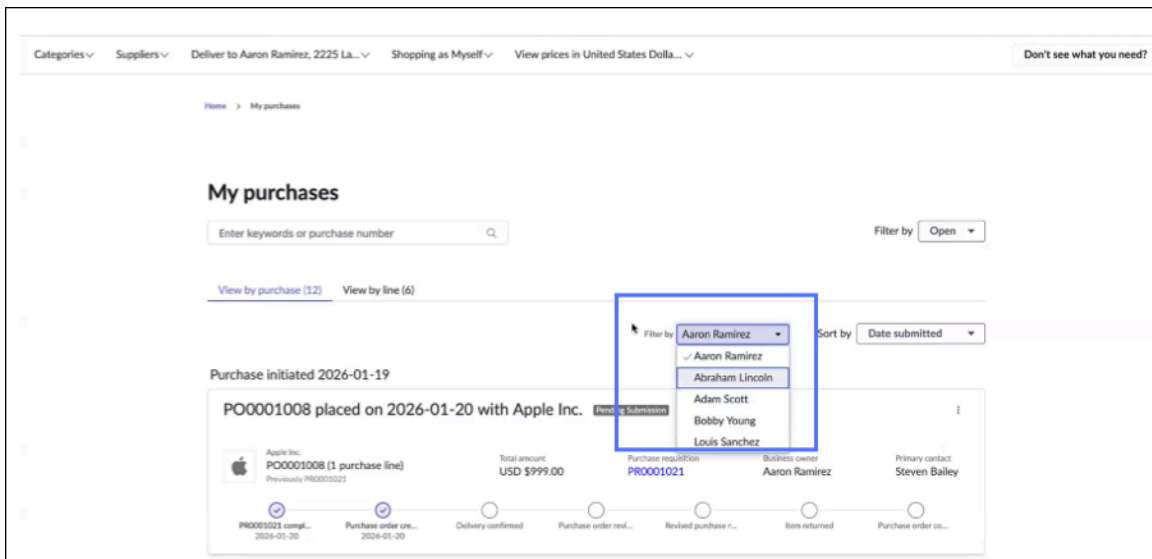 Categories Suppliers Deliver to Aaron Ramirez, 2225 La... Shopping as Myself View prices in United States Dolla... Don't see what you need?
Home > My purchases
My purchases
Enter keywords or purchase number
Filter by Open
View by purchase (12) View by line (6)
Filter by Aaron Ramirez Sort by Date submitted
Aaron Ramirez
Abraham Lincoln
Adam Scott
Bobby Young
Louis Sanchez
Purchase initiated 2026-01-19
PO0001008 placed on 2026-01-20 with Apple Inc. Pending Submission
Apple Inc.
PO0001008 (1 purchase line)
Previously PR0001021
Total amount
USD $999.00
Purchase requisition
PR0001021
Business owner
Aaron Ramirez
Primary contact
Steven Bailey
PR0001021 compl...
2026-01-20
Purchase order cre...
2026-01-20
Delivery confirmed
Purchase order revi...
Revised purchase r...
Item returned
Purchase order co...